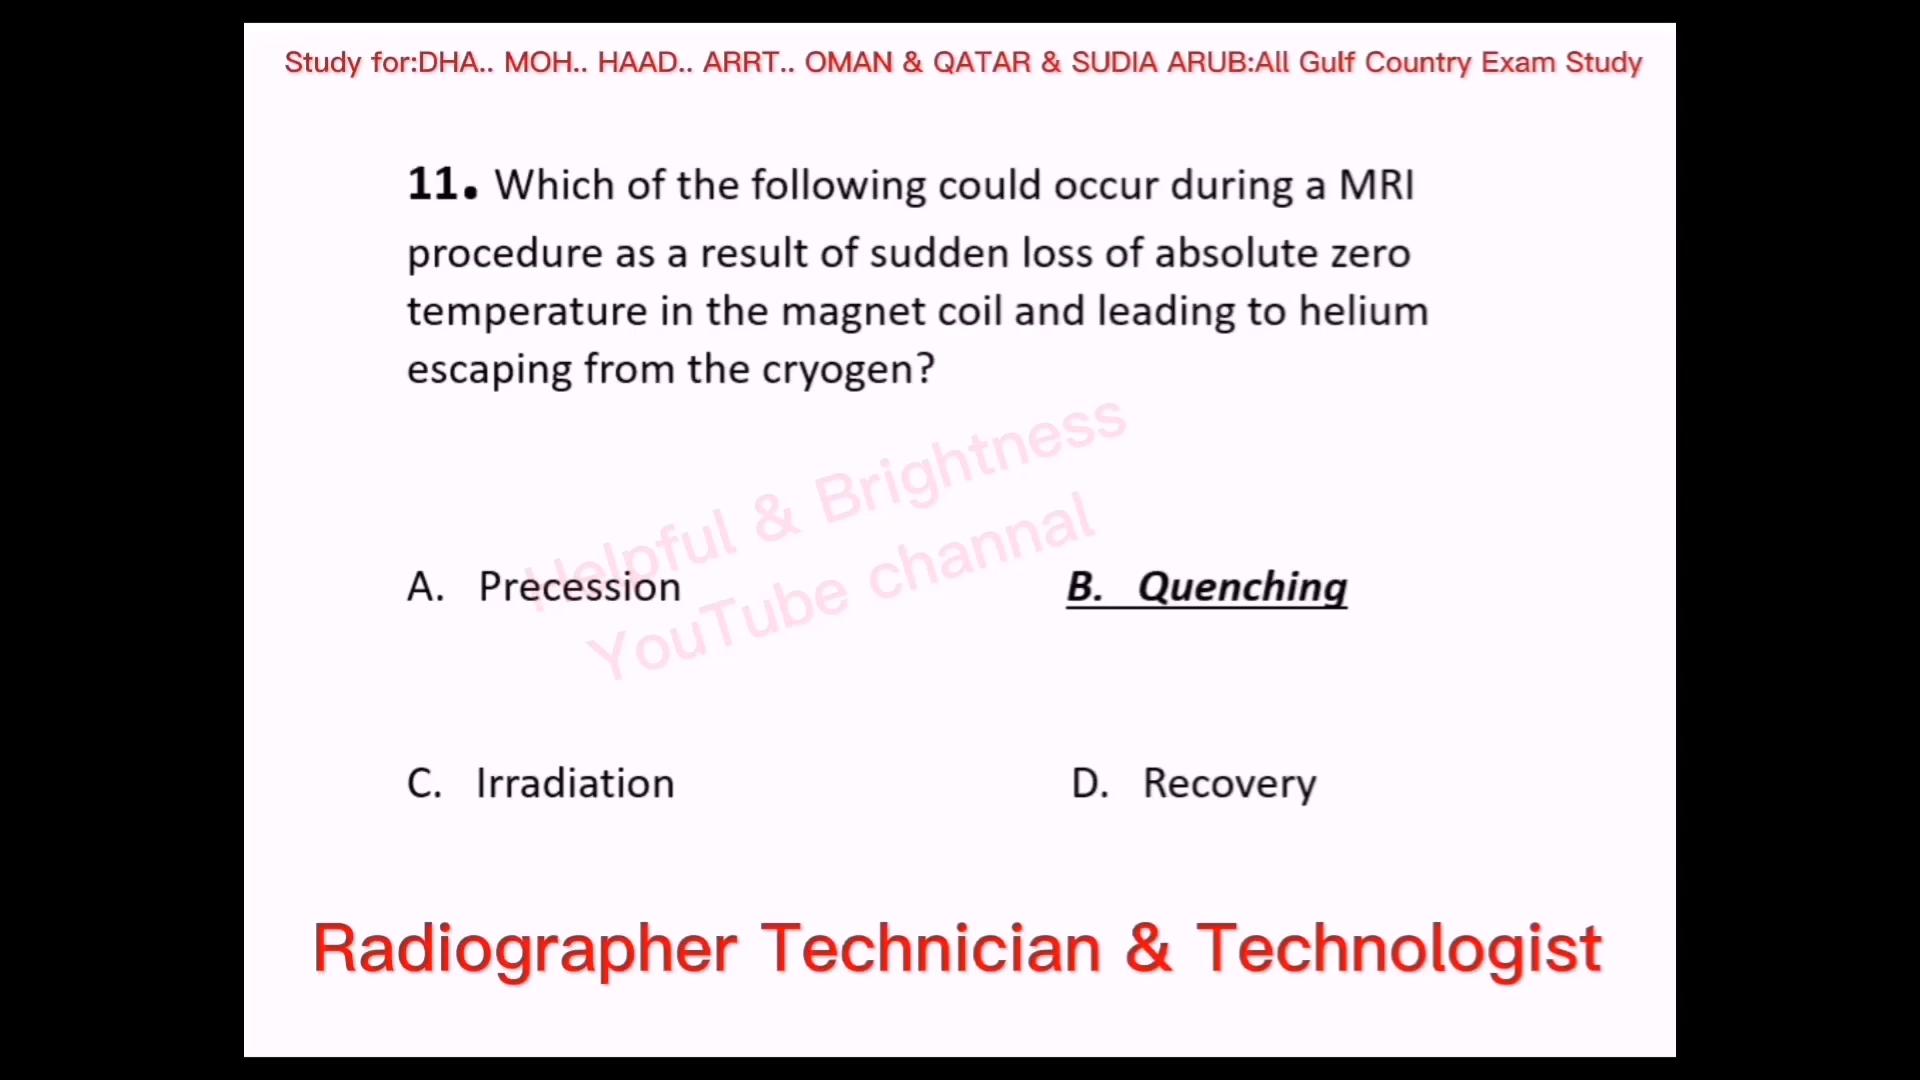 Study for:DHA.. MOH.. HAAD.. ARRT.. OMAN & QATAR & SUDIA ARUB:All Gulf Country Exam Study
11. Which of the following could occur during a MRI
procedure as a result of sudden loss of absolute zero
temperature in the magnet coil and leading to helium
escaping from the cryogen?
Helpful & Brightness
YouTube channal
A. Precession
B. Quenching
C. Irradiation
D. Recovery
Radiographer Technician & Technologist